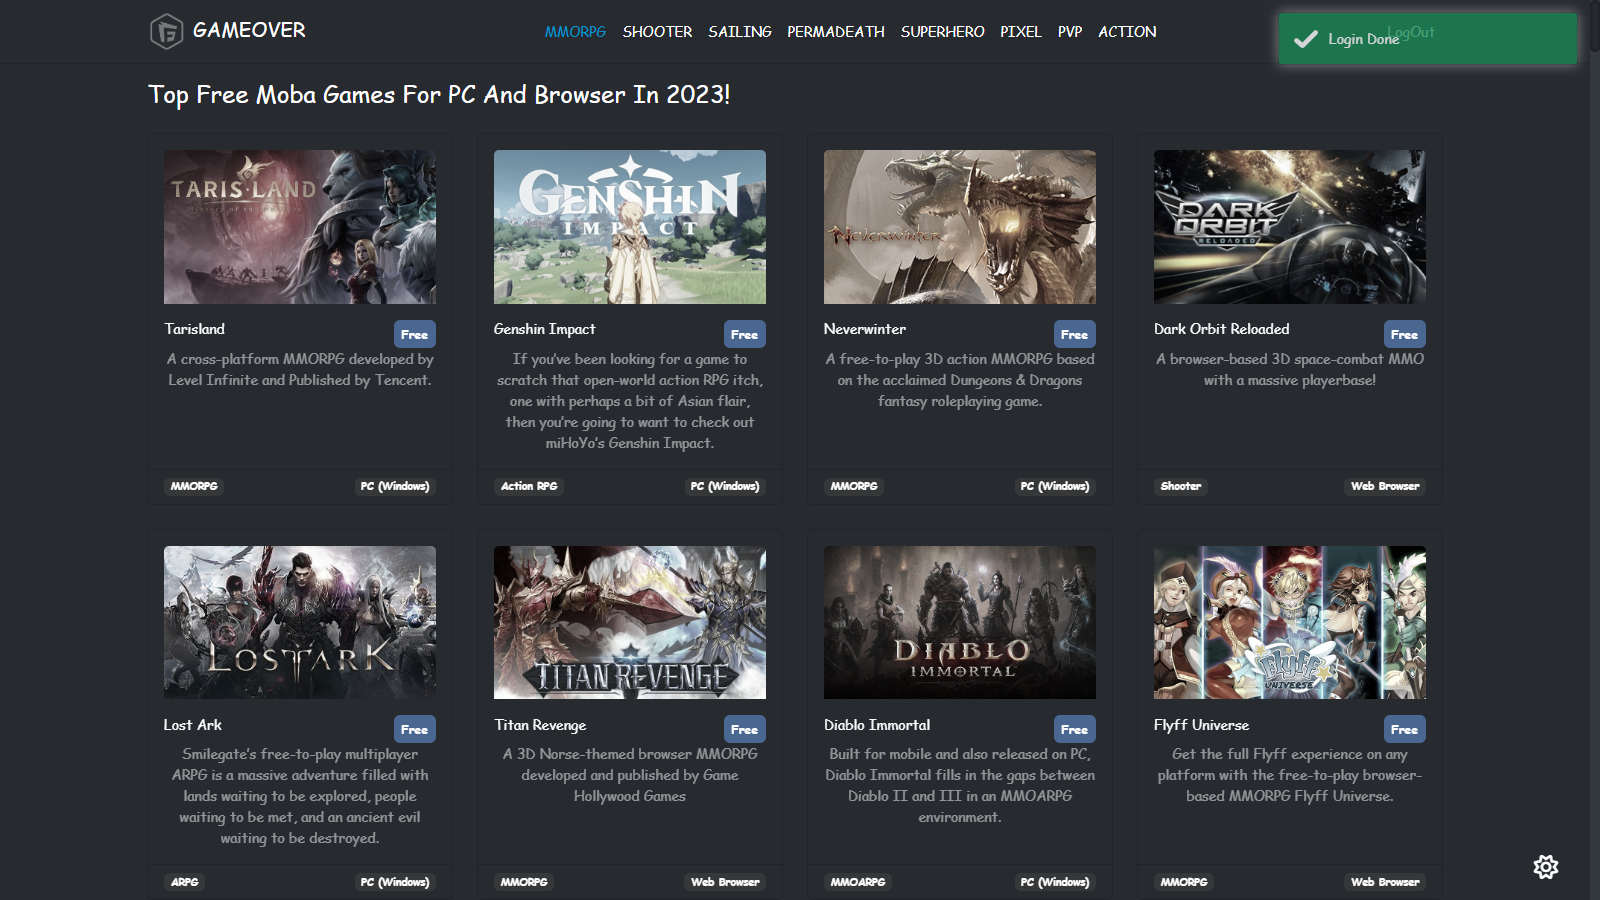 GAMEOVER
MMORPG SHOOTER SAILING PERMADEATH SUPERHERO PIXEL PVP ACTION
LogOut
Login Done
Top Free Moba Games For PC And Browser In 2023!
TARISLAND
GENSHIN
IMPACT
NEVERWINTER
DARK
ORBIT
RELOADED
Tarisland
Free
A cross-platform MMORPG developed by
Level Infinite and Published by Tencent.
MMORPG
PC (Windows)
Genshin Impact
Free
If you've been looking for a game to
scratch that open-world action RPG itch,
one with perhaps a bit of Asian flair,
then you're going to want to check out
miHoYo's Genshin Impact.
Action RPG
PC (Windows)
Neverwinter
Free
A free-to-play 3D action MMORPG based
on the acclaimed Dungeons & Dragons
fantasy roleplaying game.
MMORPG
PC (Windows)
Dark Orbit Reloaded
Free
A browser-based 3D space-combat MMO
with a massive playerbase!
Shooter
Web Browser
LOST ARK
TITAN REVENGE
DIABLO
IMMORTAL
Flyff
UNIVERSE
Lost Ark
Free
Smilegate's free-to-play multiplayer
ARPG is a massive adventure filled with
lands waiting to be explored, people
waiting to be met, and an ancient evil
waiting to be destroyed.
ARPG
PC (Windows)
Titan Revenge
Free
A 3D Norse-themed browser MMORPG
developed and published by Game
Hollywood Games
MMORPG
Web Browser
Diablo Immortal
Free
Built for mobile and also released on PC,
Diablo Immortal fills in the gaps between
Diablo II and III in an MMOARPG
environment.
MMOARPG
PC (Windows)
Flyff Universe
Free
Get the full Flyff experience on any
platform with the free-to-play browser-
based MMORPG Flyff Universe.
MMORPG
Web Browser